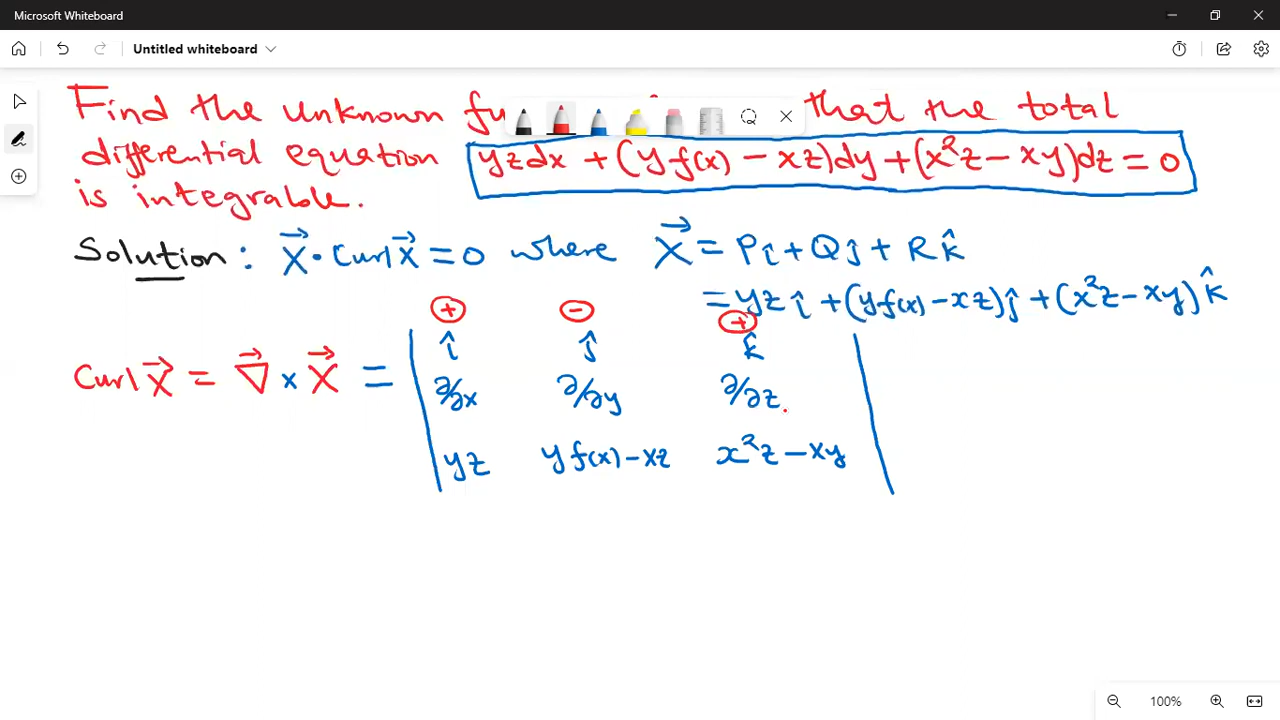 Microsoft Whiteboard
Untitled whiteboard
Find the unknown that the total
differential equation yzdx + (yf(x) - xz)dy + (x²z - xy)dz = 0
is integrable.
Solution: X⃗ • Curl X⃗ = 0 where X⃗ = Pî + Qĵ + Rk̂
= yz î + (yf(x) - xz)ĵ + (x²z - xy)k̂
+ - +
Curl X⃗ = ∇⃗ × X⃗ = | î ĵ k̂ |
∂/∂x ∂/∂y ∂/∂z
yz yf(x) - xz x²z - xy
100%